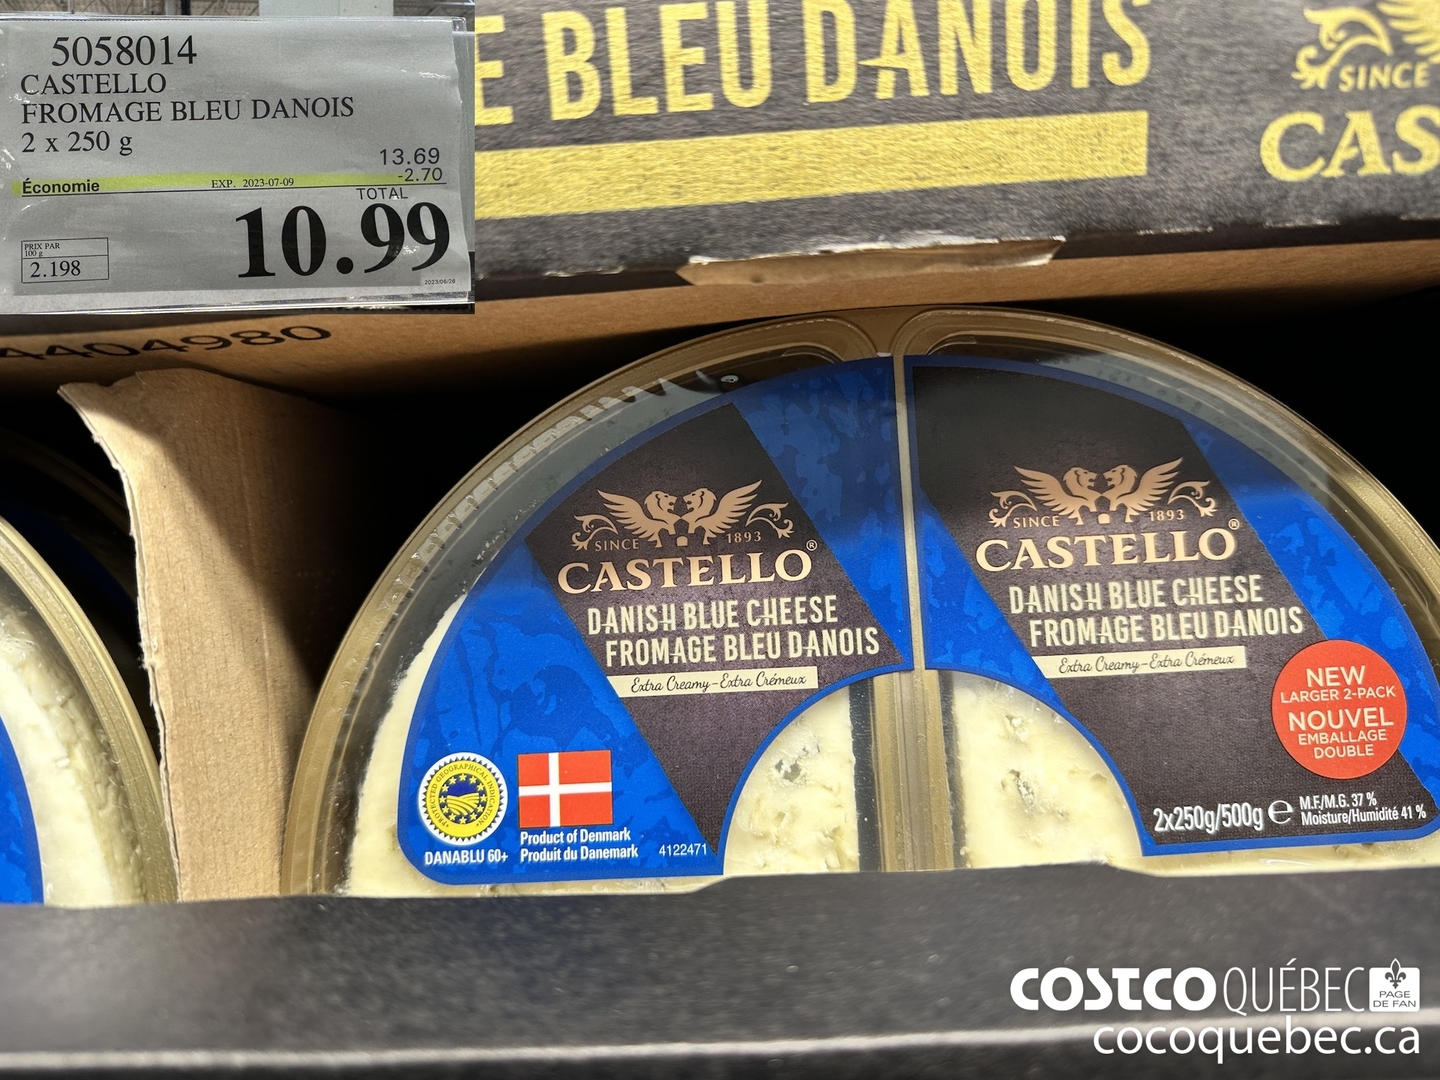 5058014
CASTELLO
FROMAGE BLEU DANOIS
2 x 250 g
13.69
Économie EXP. 2023-07-09 -2.70
TOTAL
10.99
PRIX PAR
100 g
2.198
2023/06/26
E BLEU DANOIS
SINCE
CAS
4404980
SINCE 1893
CASTELLO®
DANISH BLUE CHEESE
FROMAGE BLEU DANOIS
Extra Creamy – Extra Crémeux
PROTECTED GEOGRAPHICAL INDICATION
DANABLU 60+
Product of Denmark
Produit du Danemark
4122471
SINCE 1893
CASTELLO®
DANISH BLUE CHEESE
FROMAGE BLEU DANOIS
Extra Creamy – Extra Crémeux
NEW
LARGER 2-PACK
NOUVEL
EMBALLAGE
DOUBLE
2x250g/500g ℮
M.F./M.G. 37 %
Moisture/Humidité 41 %
COSTCO QUÉBEC
PAGE
DE FAN
cocoquebec.ca